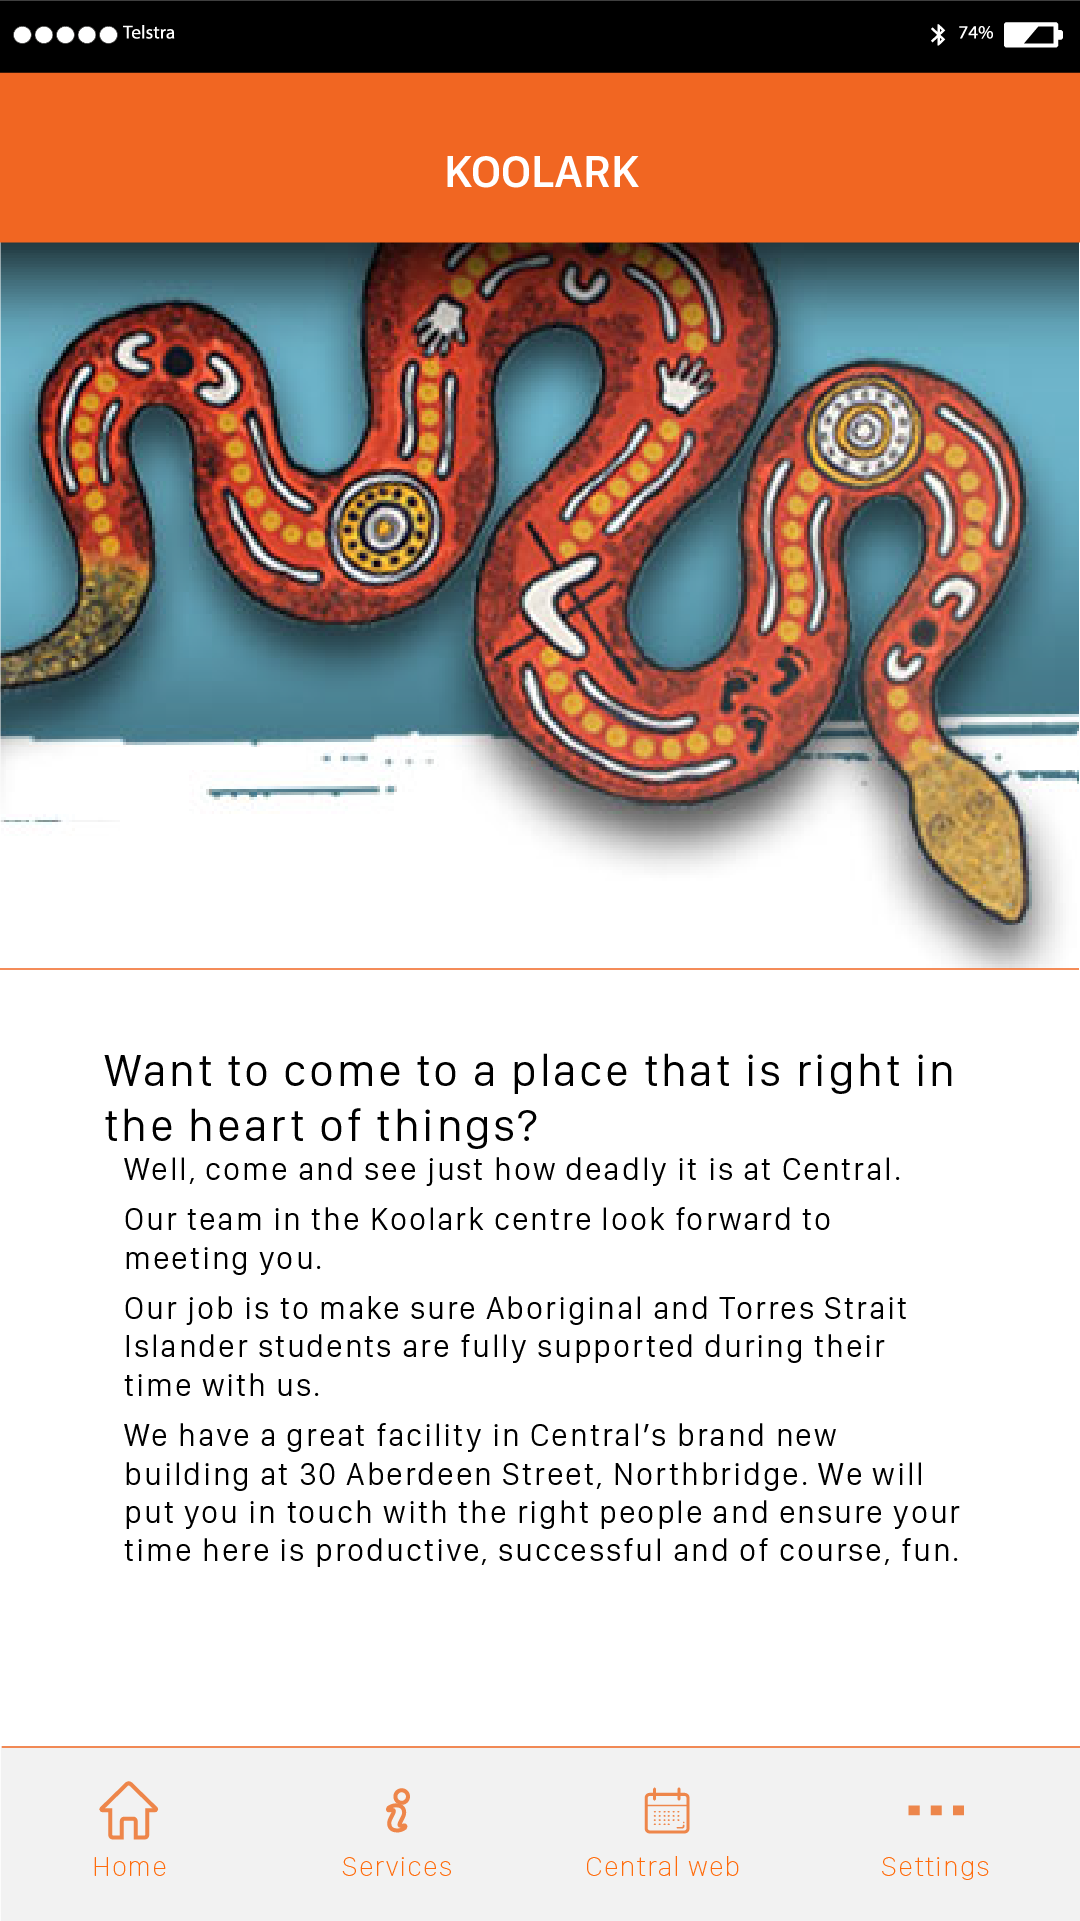 Telstra
74%
KOOLARK
Want to come to a place that is right in
the heart of things?
Well, come and see just how deadly it is at Central.
Our team in the Koolark centre look forward to
meeting you.
Our job is to make sure Aboriginal and Torres Strait
Islander students are fully supported during their
time with us.
We have a great facility in Central’s brand new
building at 30 Aberdeen Street, Northbridge. We will
put you in touch with the right people and ensure your
time here is productive, successful and of course, fun.
Home
Services
Central web
Settings